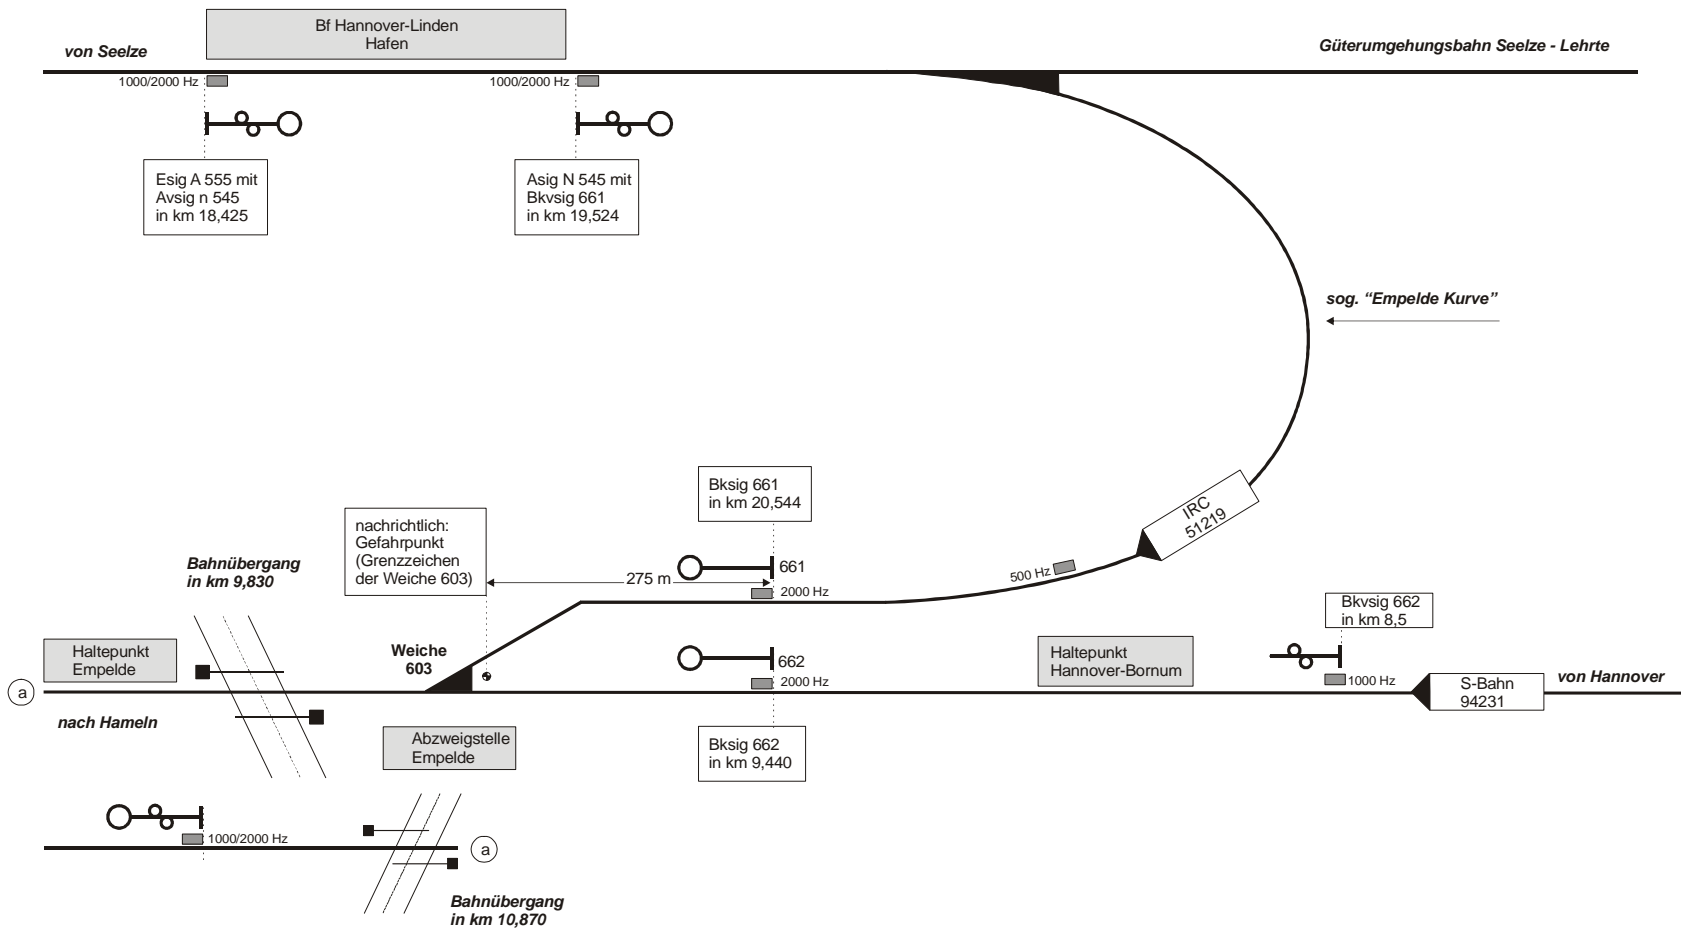 Bf Hannover-Linden
Hafen
von Seelze
Güterumgehungsbahn Seelze - Lehrte
1000/2000 Hz
1000/2000 Hz
Esig A 555 mit
Avsig n 545
in km 18,425
Asig N 545 mit
Bkvsig 661
in km 19,524
sog. “Empelde Kurve”
IRC
51219
Bksig 661
in km 20,544
nachrichtlich:
Gefahrpunkt
(Grenzzeichen
der Weiche 603)
Bahnübergang
in km 9,830
275 m
661
500 Hz
2000 Hz
Bkvsig 662
in km 8,5
Haltepunkt
Empelde
Weiche
603
662
2000 Hz
Haltepunkt
Hannover-Bornum
1000 Hz
S-Bahn
94231
von Hannover
a
nach Hameln
Abzweigstelle
Empelde
Bksig 662
in km 9,440
1000/2000 Hz
a
Bahnübergang
in km 10,870